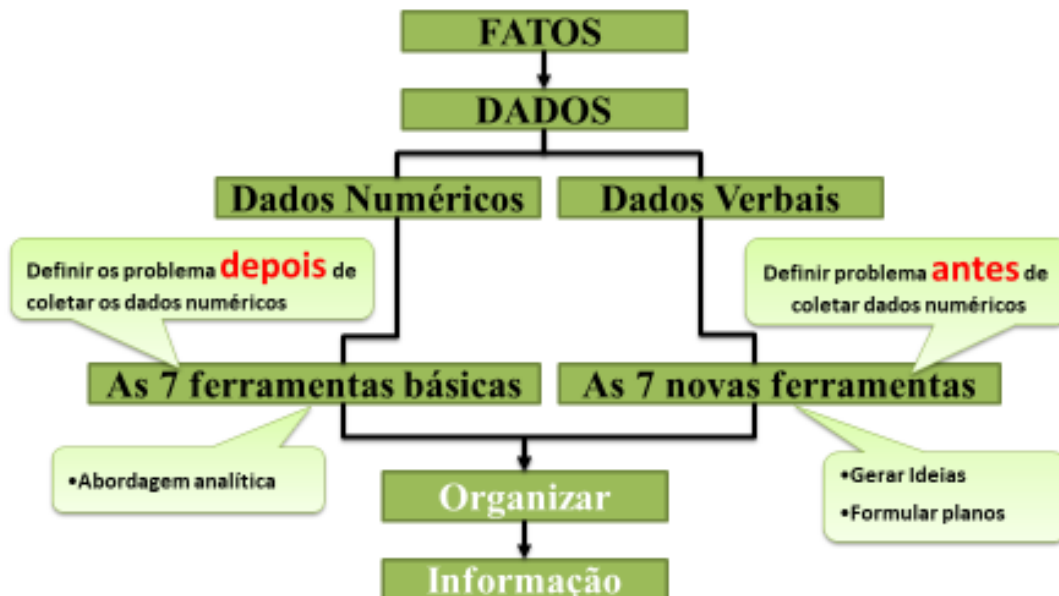 FATOS
DADOS
Dados Numéricos
Dados Verbais
Definir os problema depois de
coletar os dados numéricos
Definir problema antes de
coletar dados numéricos
As 7 ferramentas básicas
As 7 novas ferramentas
•Abordagem analítica
•Gerar Ideias
•Formular planos
Organizar
Informação